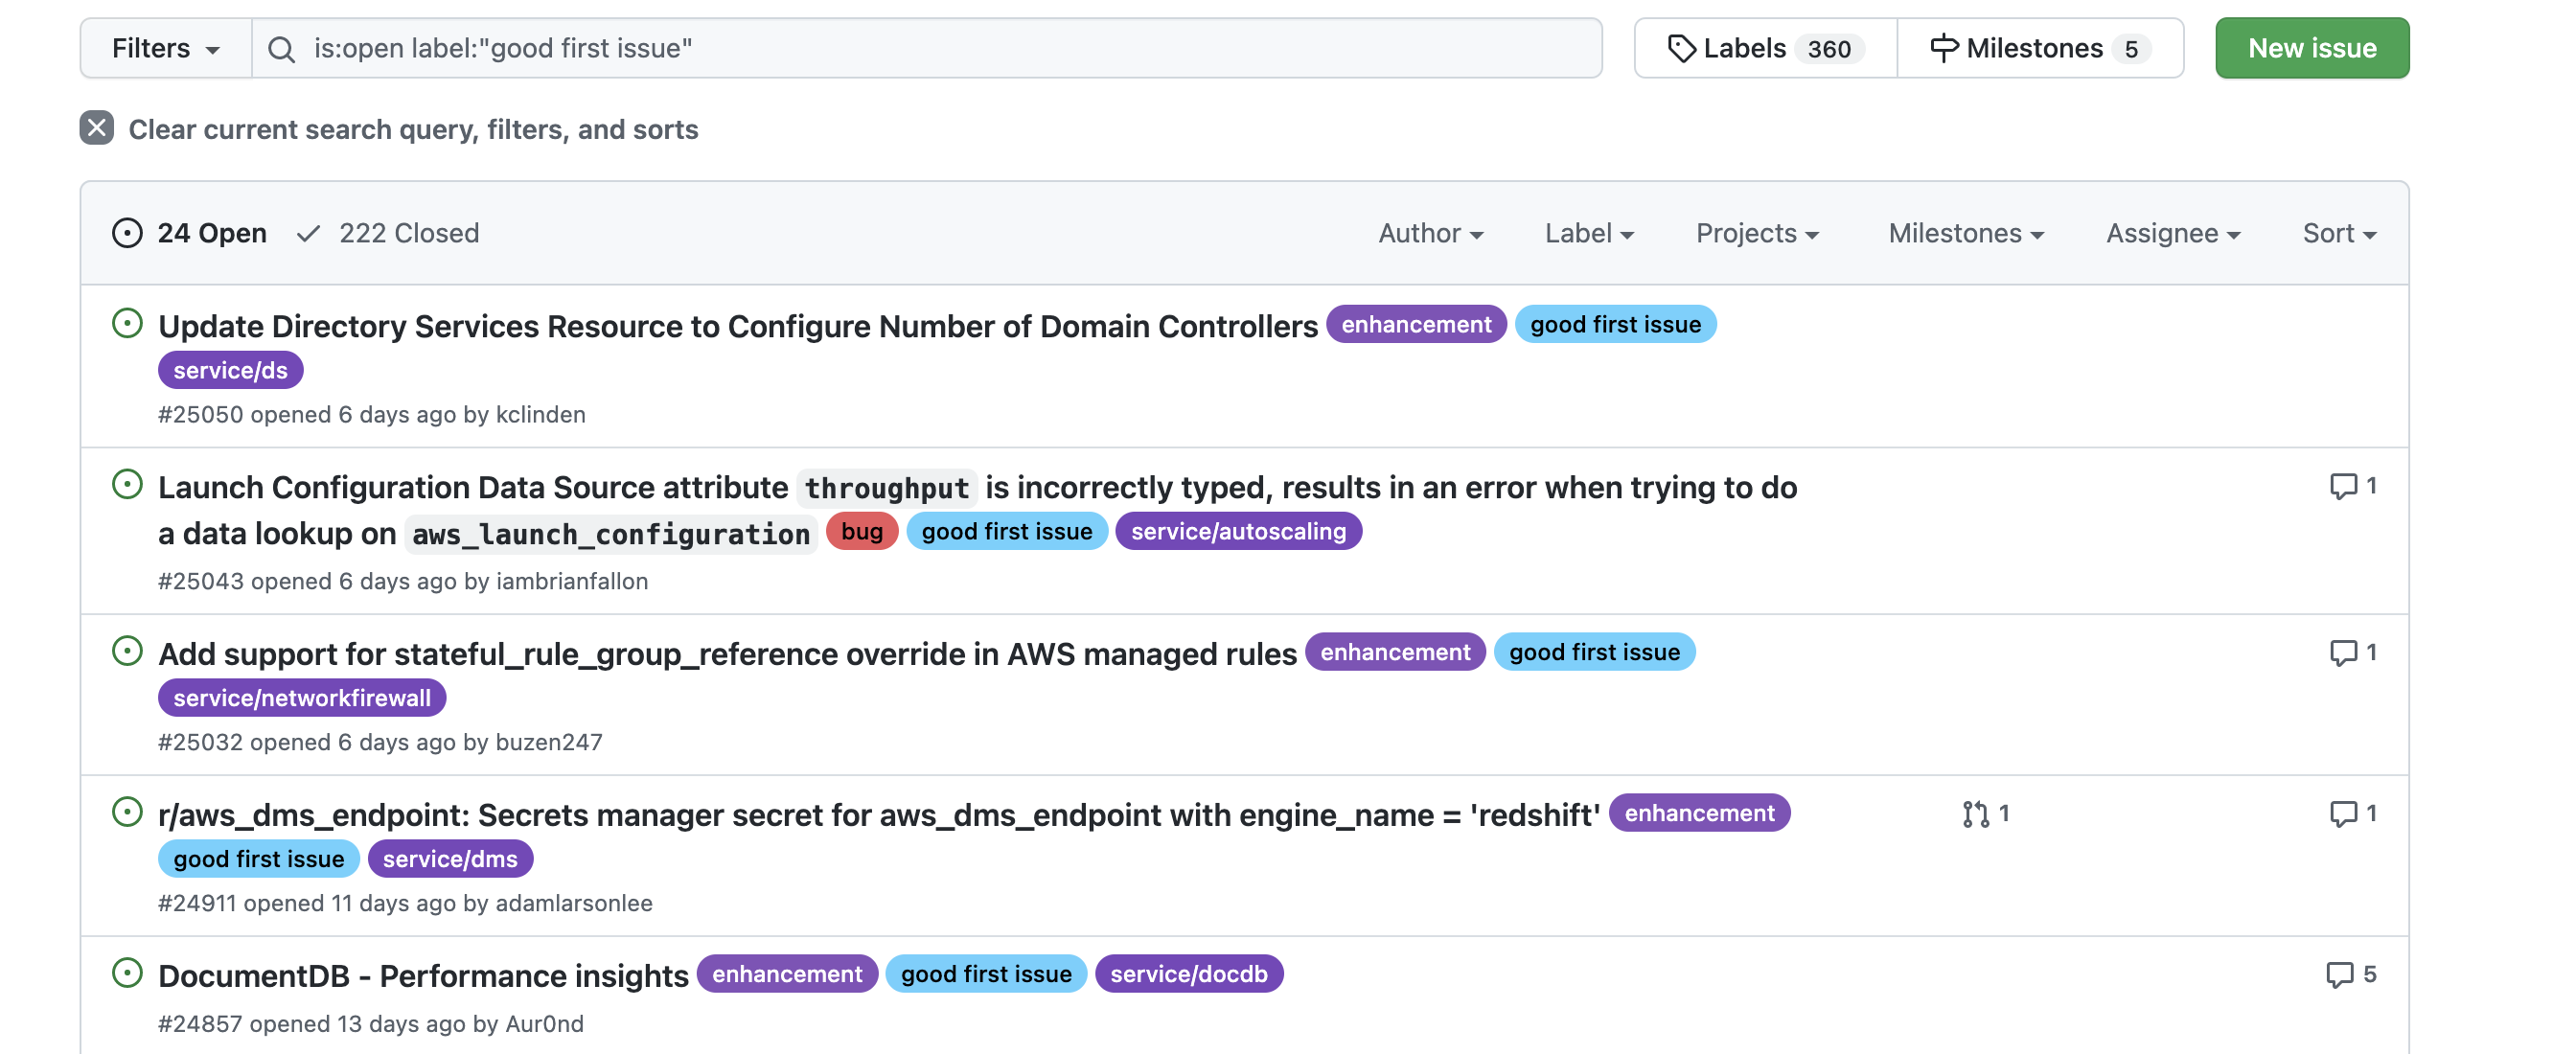 Filters is:open label:"good first issue" Labels 360 Milestones 5 New issue
Clear current search query, filters, and sorts
24 Open 222 Closed Author Label Projects Milestones Assignee Sort
Update Directory Services Resource to Configure Number of Domain Controllers enhancement good first issue
service/ds
#25050 opened 6 days ago by kclinden
Launch Configuration Data Source attribute throughput is incorrectly typed, results in an error when trying to do 1
a data lookup on aws_launch_configuration bug good first issue service/autoscaling
#25043 opened 6 days ago by iambrianfallon
Add support for stateful_rule_group_reference override in AWS managed rules enhancement good first issue 1
service/networkfirewall
#25032 opened 6 days ago by buzen247
r/aws_dms_endpoint: Secrets manager secret for aws_dms_endpoint with engine_name = 'redshift' enhancement 1 1
good first issue service/dms
#24911 opened 11 days ago by adamlarsonlee
DocumentDB - Performance insights enhancement good first issue service/docdb 5
#24857 opened 13 days ago by Aur0nd